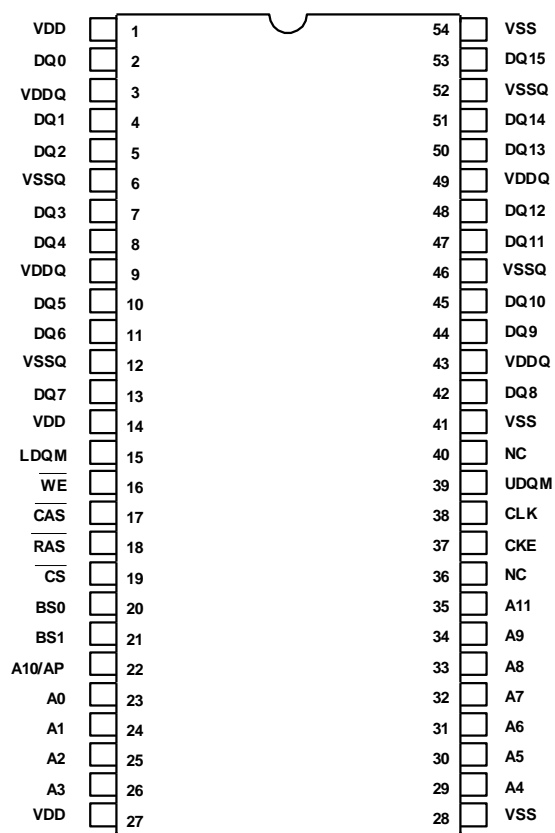 VDD 1 54 VSS
DQ0 2 53 DQ15
VDDQ 3 52 VSSQ
DQ1 4 51 DQ14
DQ2 5 50 DQ13
VSSQ 6 49 VDDQ
DQ3 7 48 DQ12
DQ4 8 47 DQ11
VDDQ 9 46 VSSQ
DQ5 10 45 DQ10
DQ6 11 44 DQ9
VSSQ 12 43 VDDQ
DQ7 13 42 DQ8
VDD 14 41 VSS
LDQM 15 40 NC
W̅E̅ 16 39 UDQM
C̅A̅S̅ 17 38 CLK
R̅A̅S̅ 18 37 CKE
C̅S̅ 19 36 NC
BS0 20 35 A11
BS1 21 34 A9
A10/AP 22 33 A8
A0 23 32 A7
A1 24 31 A6
A2 25 30 A5
A3 26 29 A4
VDD 27 28 VSS